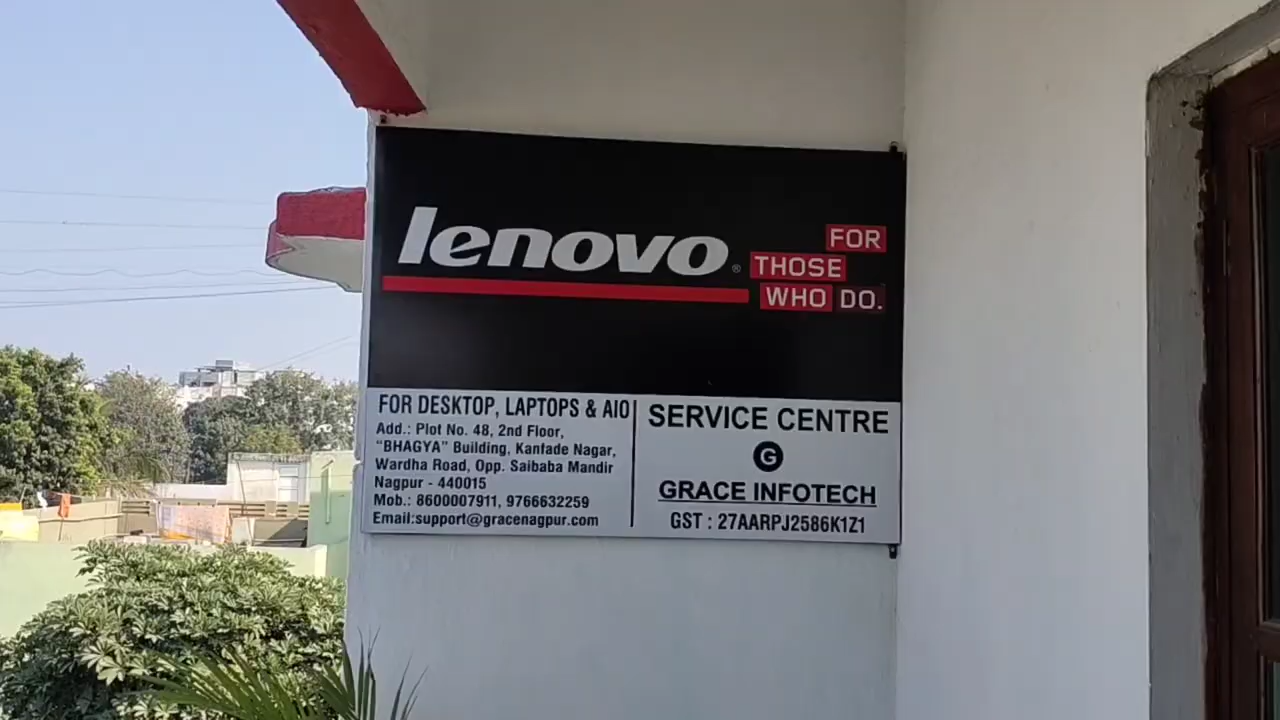 lenovo®
FOR
THOSE
WHO DO.
FOR DESKTOP, LAPTOPS & AIO
Add.: Plot No. 48, 2nd Floor,
“BHAGYA” Building, Kanfade Nagar,
Wardha Road, Opp. Saibaba Mandir
Nagpur - 440015
Mob.: 8600007911, 9766632259
Email:support@gracenagpur.com
SERVICE CENTRE
G
GRACE INFOTECH
GST : 27AARPJ2586K1Z1